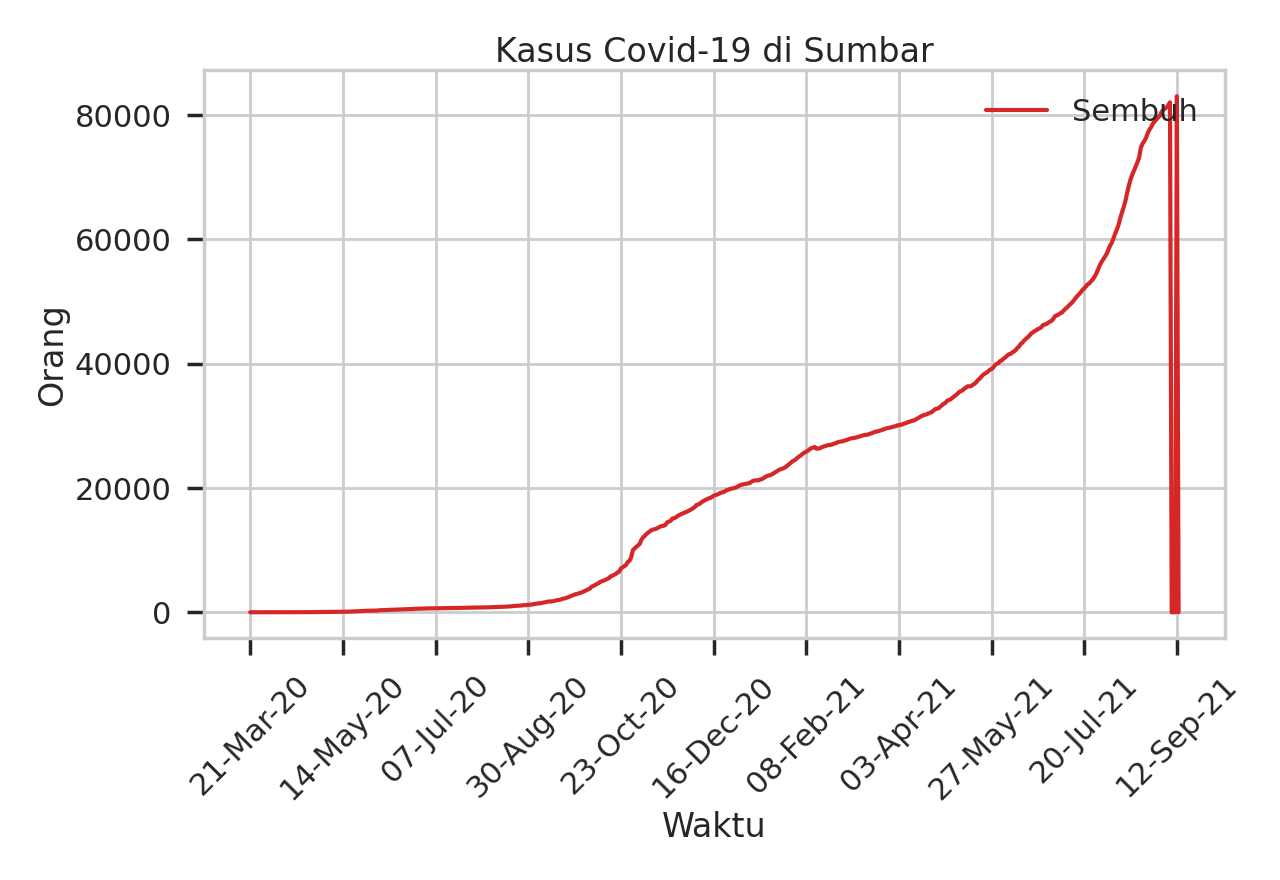 Kasus Covid-19 di Sumbar
Sembuh
80000
60000
40000
20000
0
Orang
21-Mar-20
14-May-20
07-Jul-20
30-Aug-20
23-Oct-20
16-Dec-20
08-Feb-21
03-Apr-21
27-May-21
20-Jul-21
12-Sep-21
Waktu